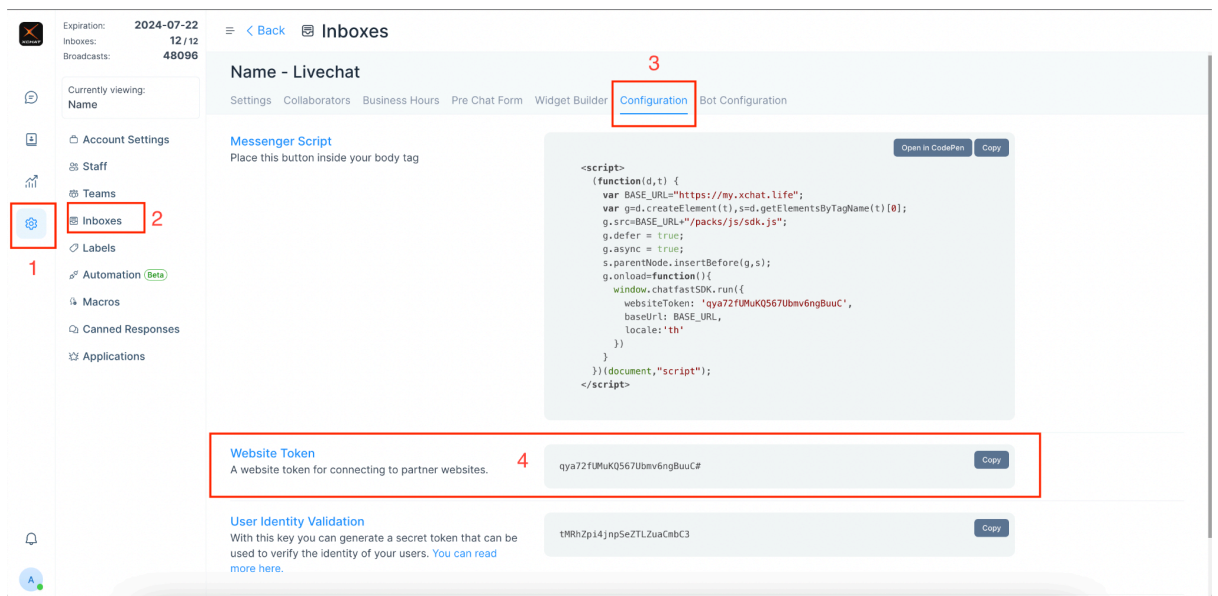 XCHAT
Expiration: 2024-07-22
Inboxes: 12 / 12
Broadcasts: 48096
Currently viewing:
Name
Account Settings
Staff
Teams
Inboxes
2
Labels
Automation Beta
Macros
Canned Responses
Applications
1
A
Back
Inboxes
Name - Livechat
3
Settings Collaborators Business Hours Pre Chat Form Widget Builder Configuration Bot Configuration
Messenger Script
Place this button inside your body tag
Open in CodePen Copy
<script>
(function(d,t) {
var BASE_URL="https://my.xchat.life";
var g=d.createElement(t),s=d.getElementsByTagName(t)[0];
g.src=BASE_URL+"/packs/js/sdk.js";
g.defer = true;
g.async = true;
s.parentNode.insertBefore(g,s);
g.onload=function(){
window.chatfastSDK.run({
websiteToken: 'qya72fUMuKQ567Ubmv6ngBuuC',
baseUrl: BASE_URL,
locale:'th'
})
}
})(document,"script");
</script>
Website Token
A website token for connecting to partner websites.
4
qya72fUMuKQ567Ubmv6ngBuuC#
Copy
User Identity Validation
With this key you can generate a secret token that can be
used to verify the identity of your users. You can read
more here.
tMRhZpi4jnpSeZTLZuaCmbC3
Copy